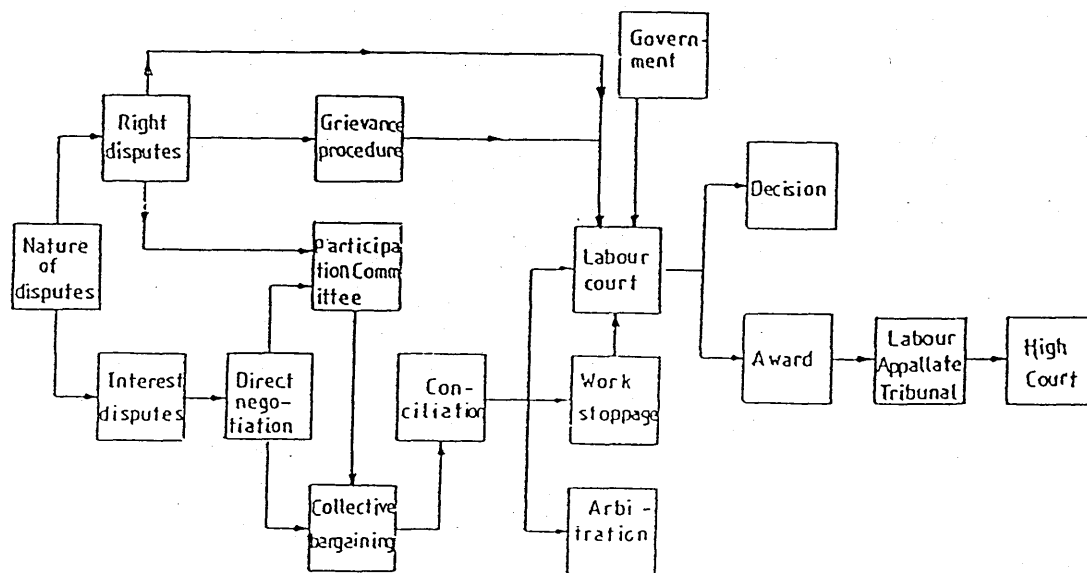 Govern-
ment
Right
disputes
Grievance
procedure
Decision
Nature
of
disputes
Participa
tion Comm
ittee
Labour
court
Interest
disputes
Direct
nego-
tiation
Con-
ciliation
Work
stoppage
Award
Labour
Appallate
Tribunal
High
Court
Collective
bargaining
Arbi-
tration